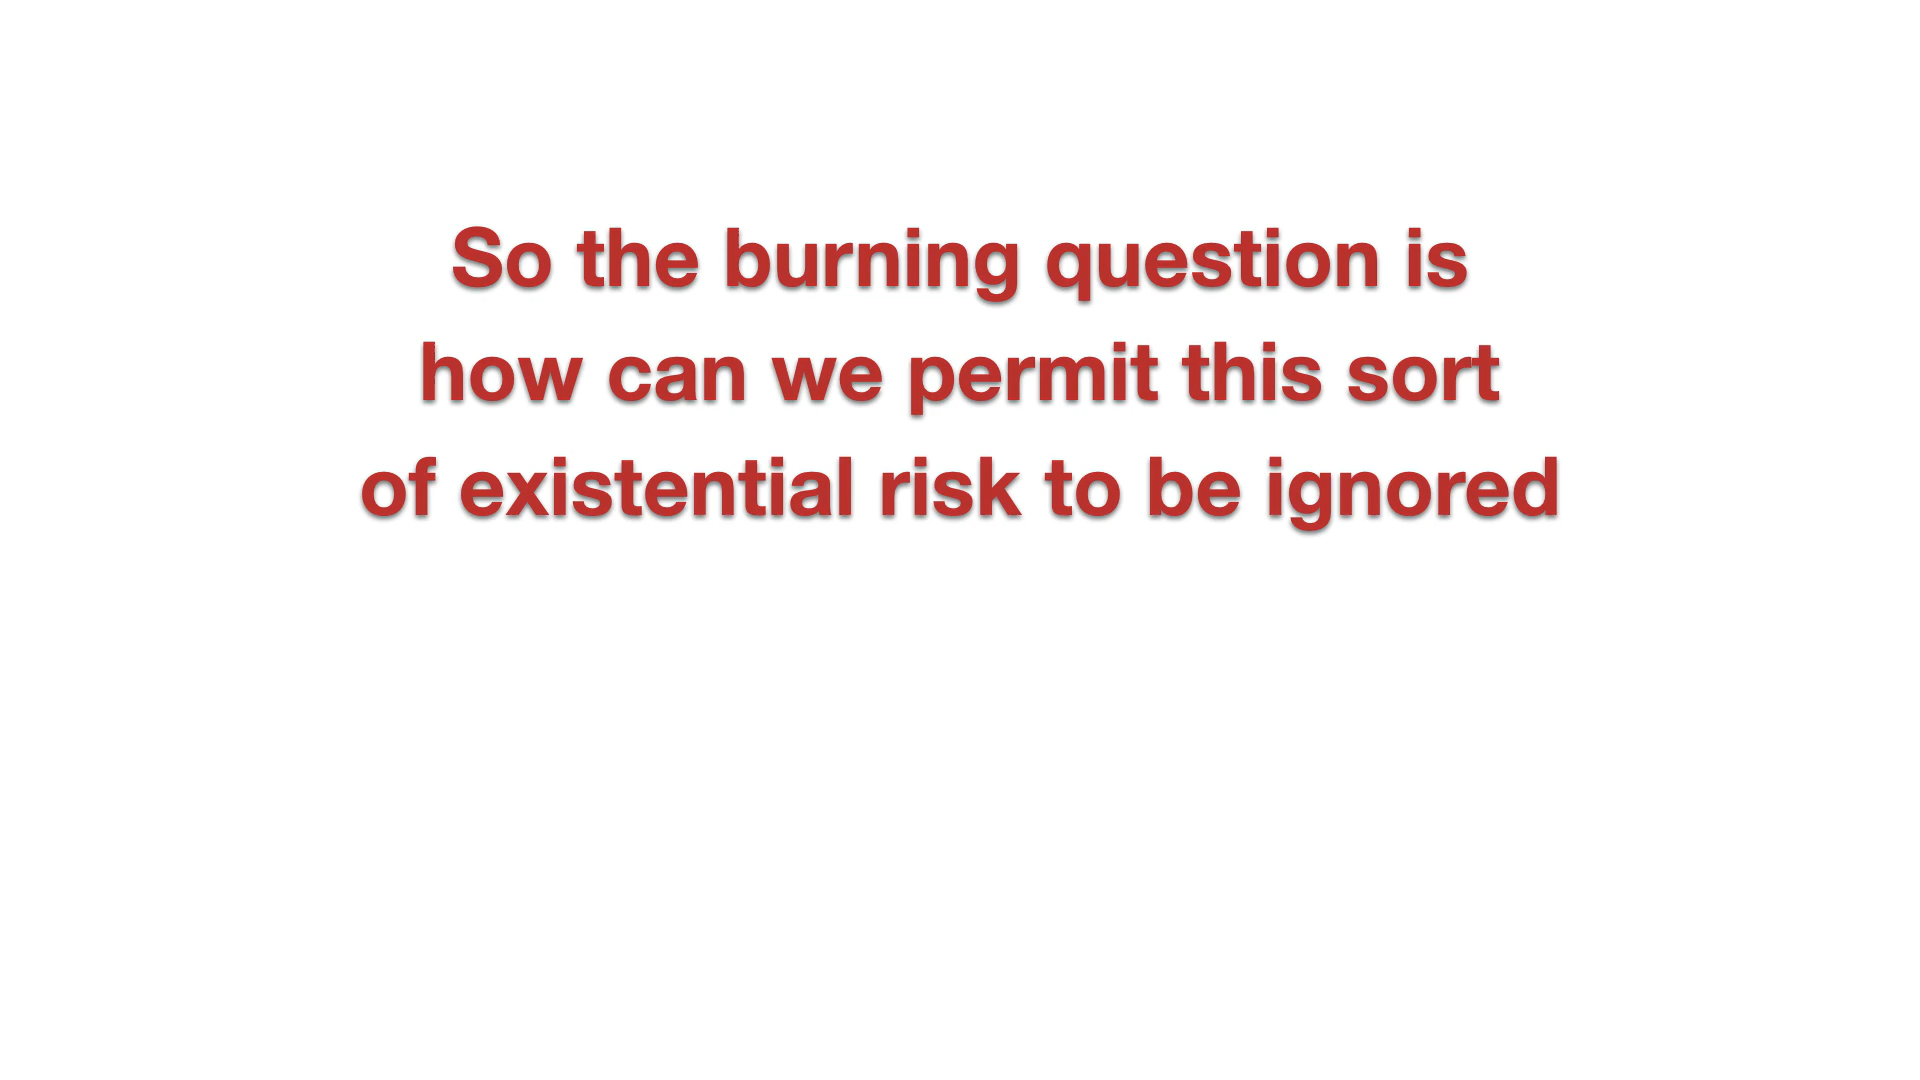 So the burning question is
how can we permit this sort
of existential risk to be ignored